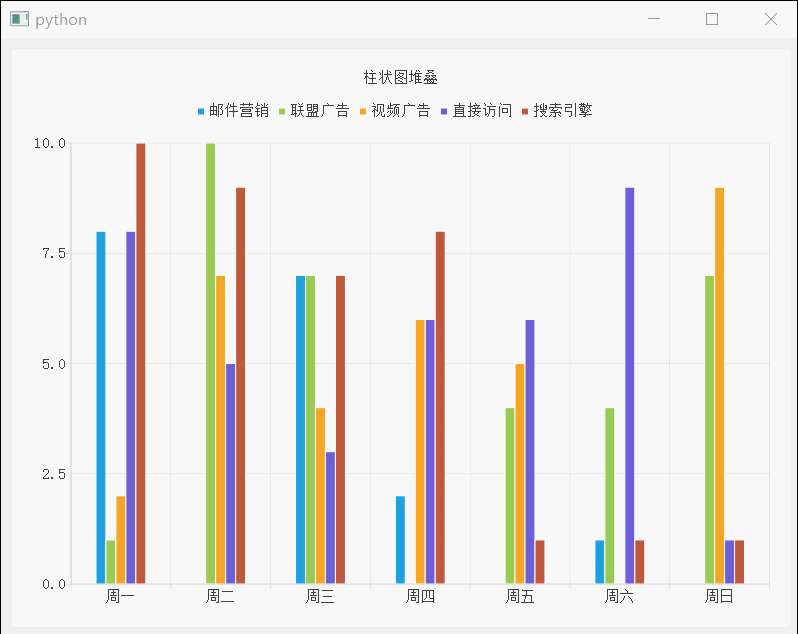 python
柱状图堆叠
邮件营销 联盟广告 视频广告 直接访问 搜索引擎
10.0
7.5
5.0
2.5
0.0
周一 周二 周三 周四 周五 周六 周日